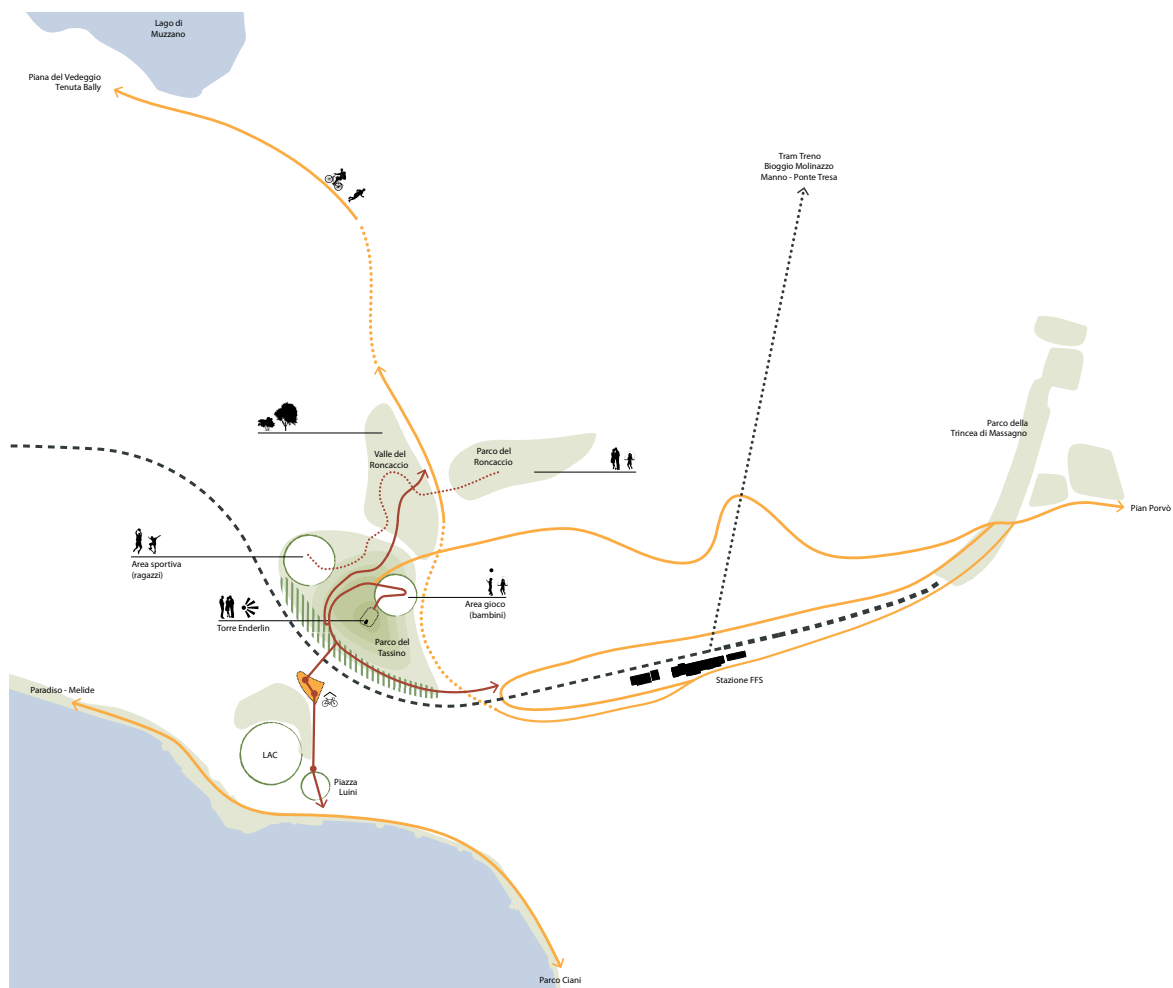 Lago di
Muzzano
Piana del Vedeggio
Tenuta Bally
Tram Treno
Bioggio Molinazzo
Manno - Ponte Tresa
Parco della
Trincea di Massagno
Valle del
Roncaccio
Parco del
Roncaccio
Pian Porvò
Area sportiva
(ragazzi)
Area gioco
(bambini)
Torre Enderlin
Parco del
Tassino
Stazione FFS
Paradiso - Melide
LAC
Piazza
Luini
Parco Ciani